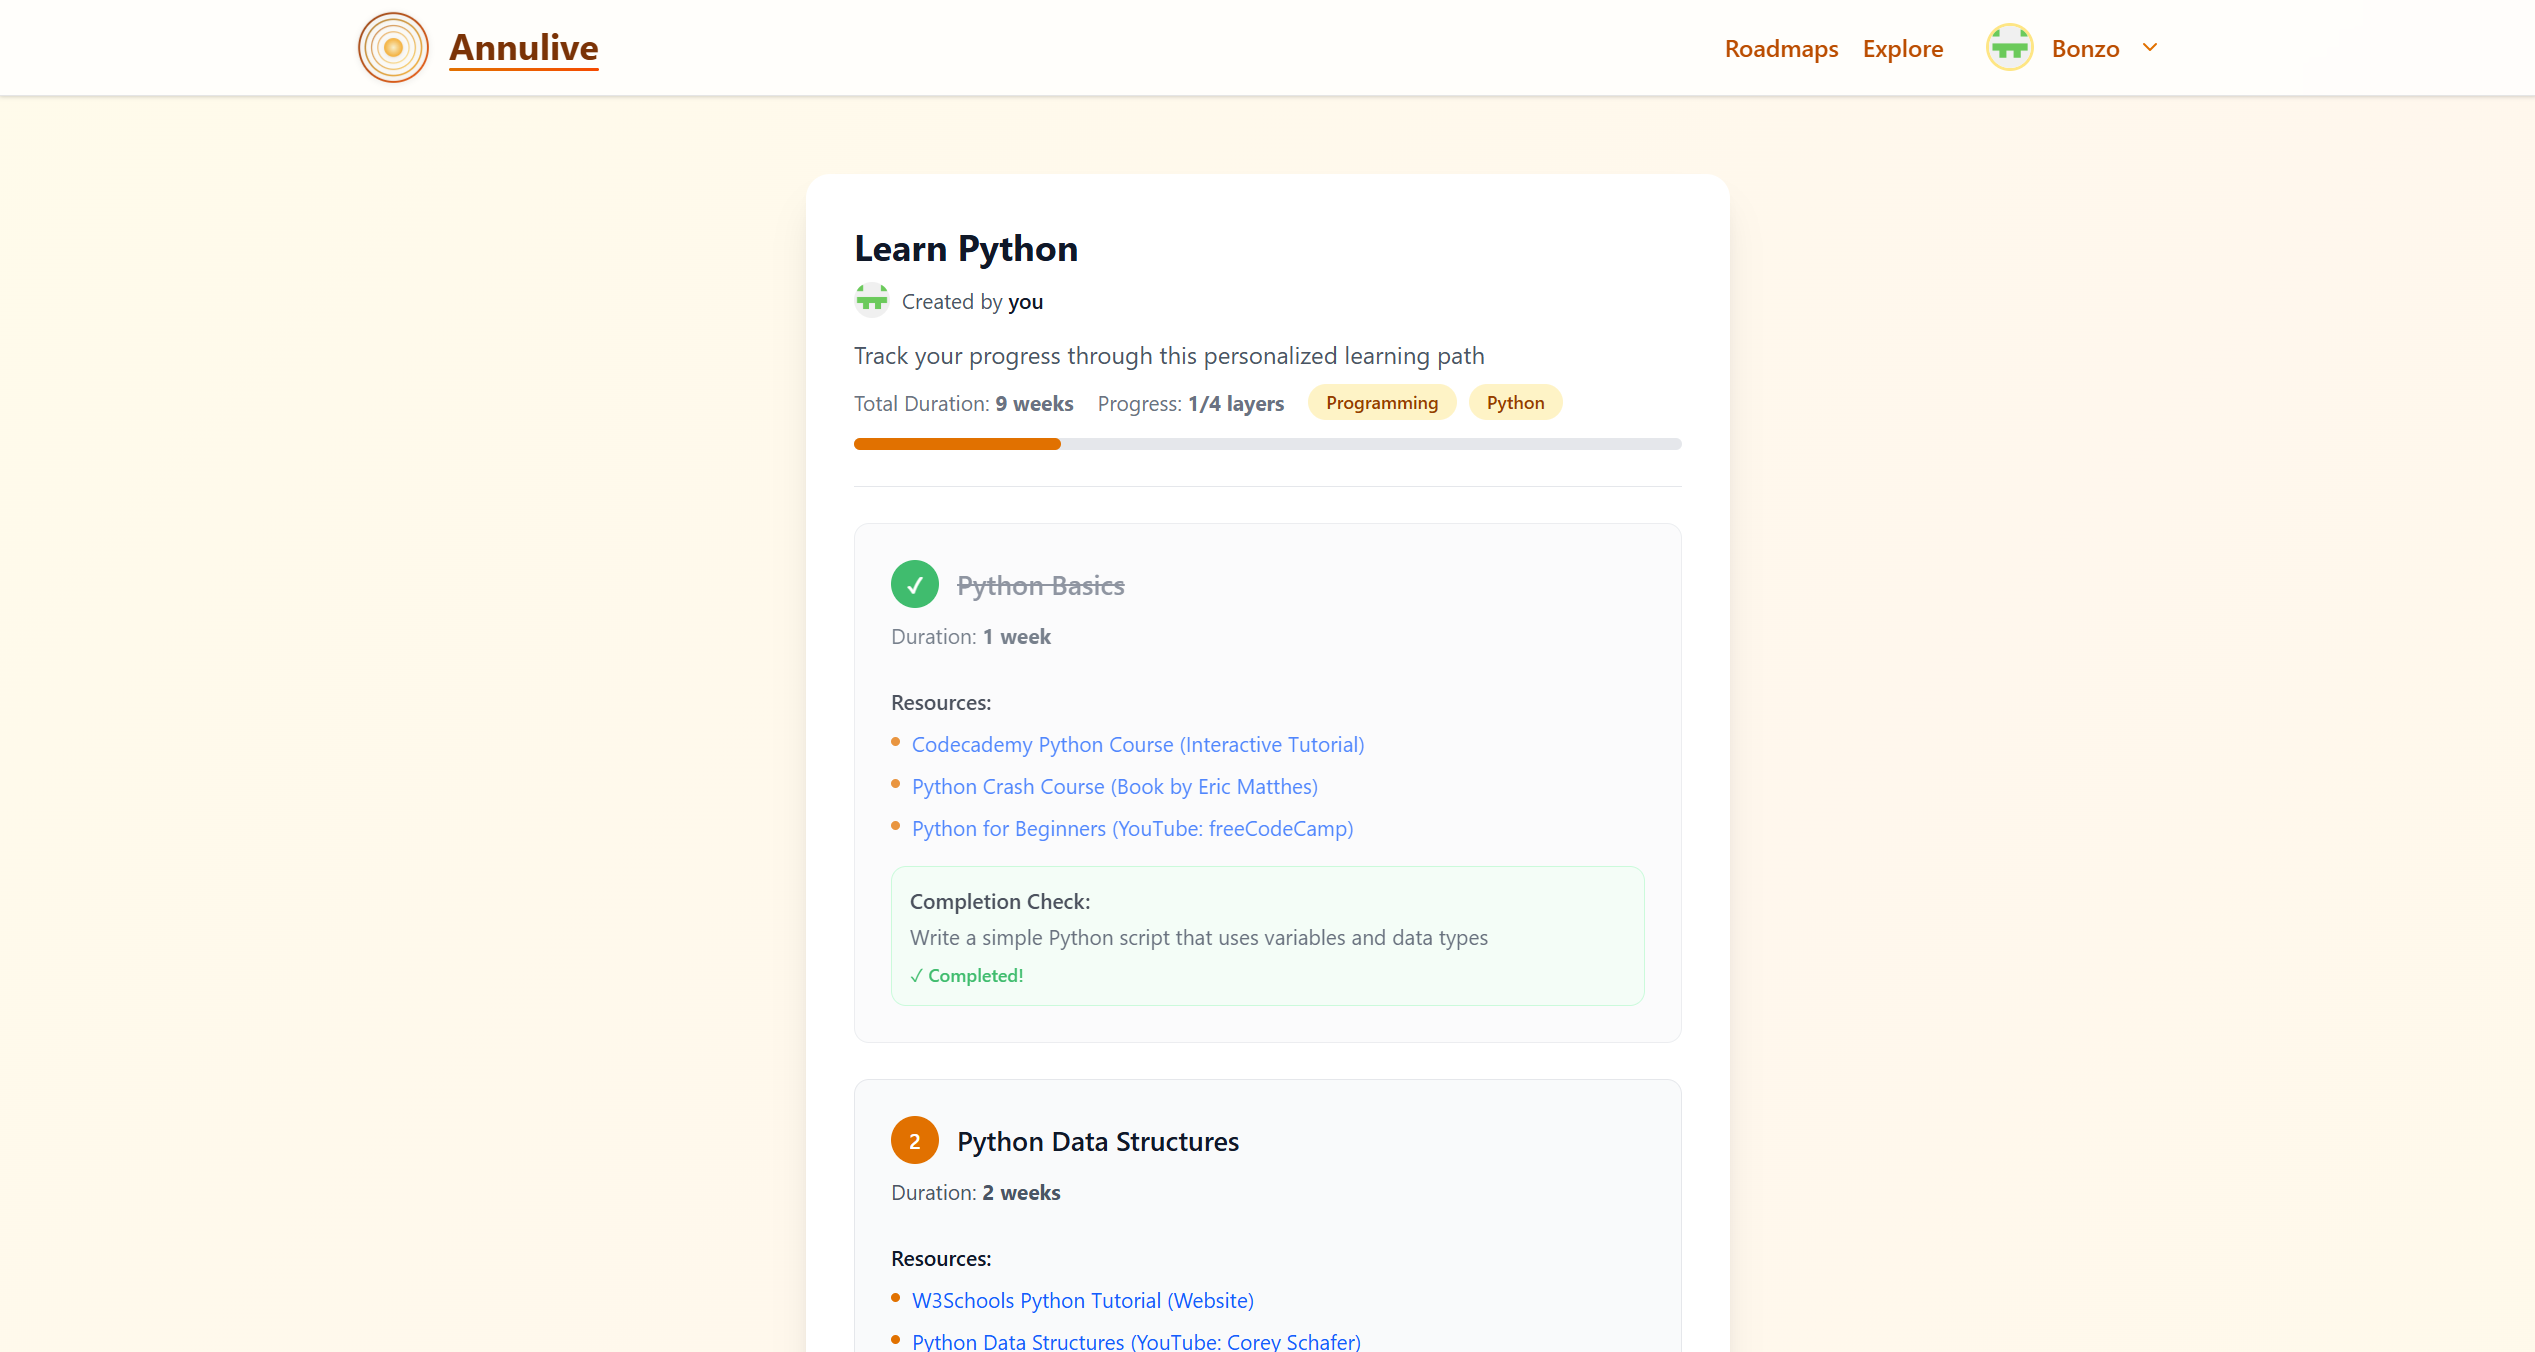 Annulive
Roadmaps Explore Bonzo
Learn Python
Created by you
Track your progress through this personalized learning path
Total Duration: 9 weeks Progress: 1/4 layers Programming Python
✓ Python Basics
Duration: 1 week
Resources:
• Codecademy Python Course (Interactive Tutorial)
• Python Crash Course (Book by Eric Matthes)
• Python for Beginners (YouTube: freeCodeCamp)
Completion Check:
Write a simple Python script that uses variables and data types
✓ Completed!
2 Python Data Structures
Duration: 2 weeks
Resources:
• W3Schools Python Tutorial (Website)
• Python Data Structures (YouTube: Corey Schafer)